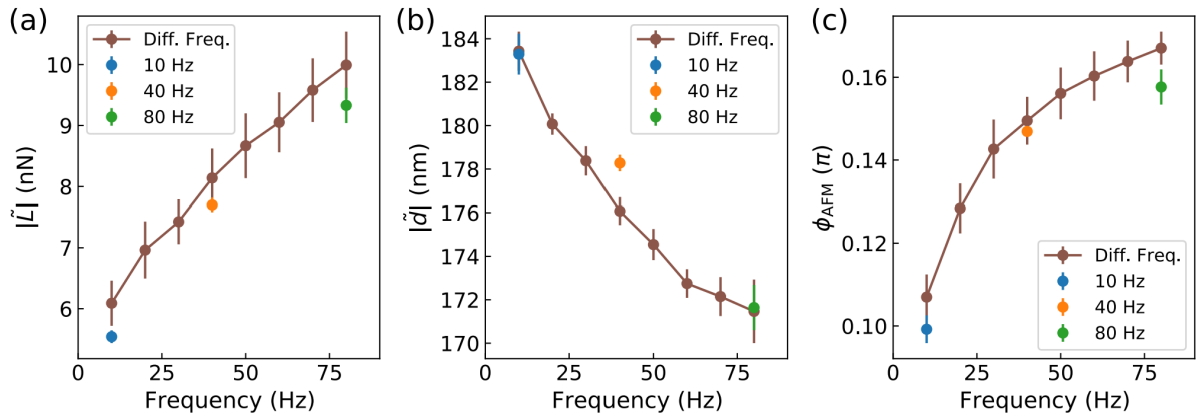 (a)
10
9
8
7
6
|L̃| (nN)
Diff. Freq.
10 Hz
40 Hz
80 Hz
25
50
75
Frequency (Hz)
(b)
184
182
180
178
176
174
172
170
|d̃| (nm)
Diff. Freq.
10 Hz
40 Hz
80 Hz
25
50
75
Frequency (Hz)
(c)
0.16
0.14
0.12
0.10
ϕAFM (π)
Diff. Freq.
10 Hz
40 Hz
80 Hz
25
50
75
Frequency (Hz)